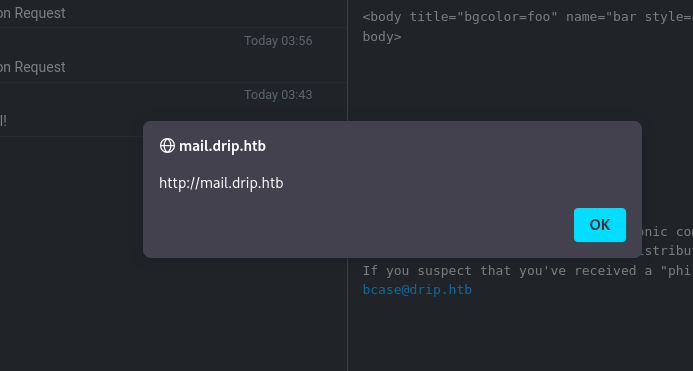 on Request
Today 03:56
on Request
Today 03:43
l!
<body title="bgcolor=foo" name="bar style=
body>
mail.drip.htb
http://mail.drip.htb
OK
onic con
istribu
If you suspect that you've received a "phi
bcase@drip.htb